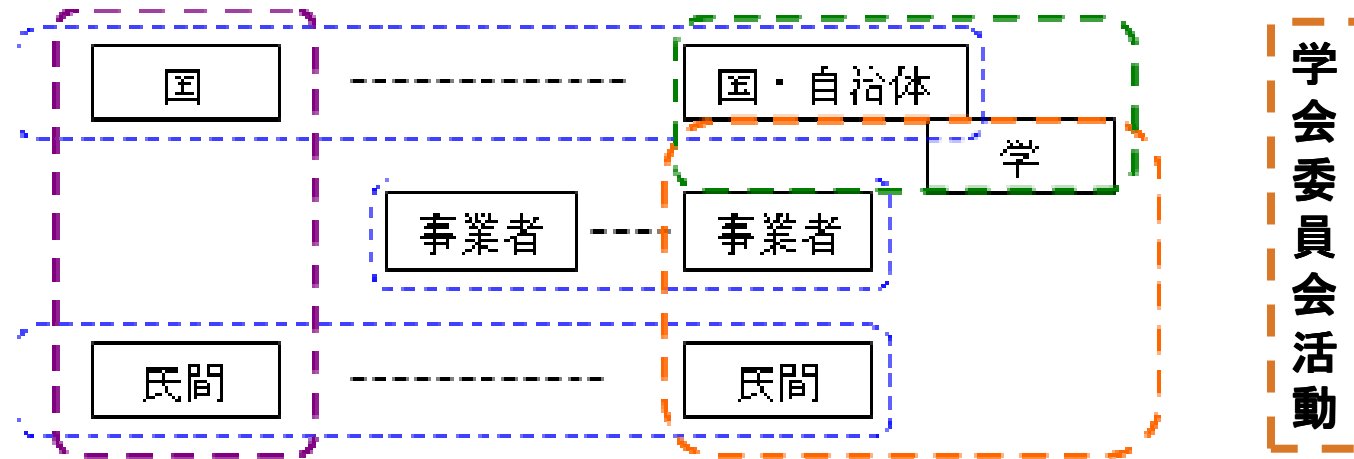 国
国・自治体
学
事業者
事業者
民間
民間
学会委員会活動